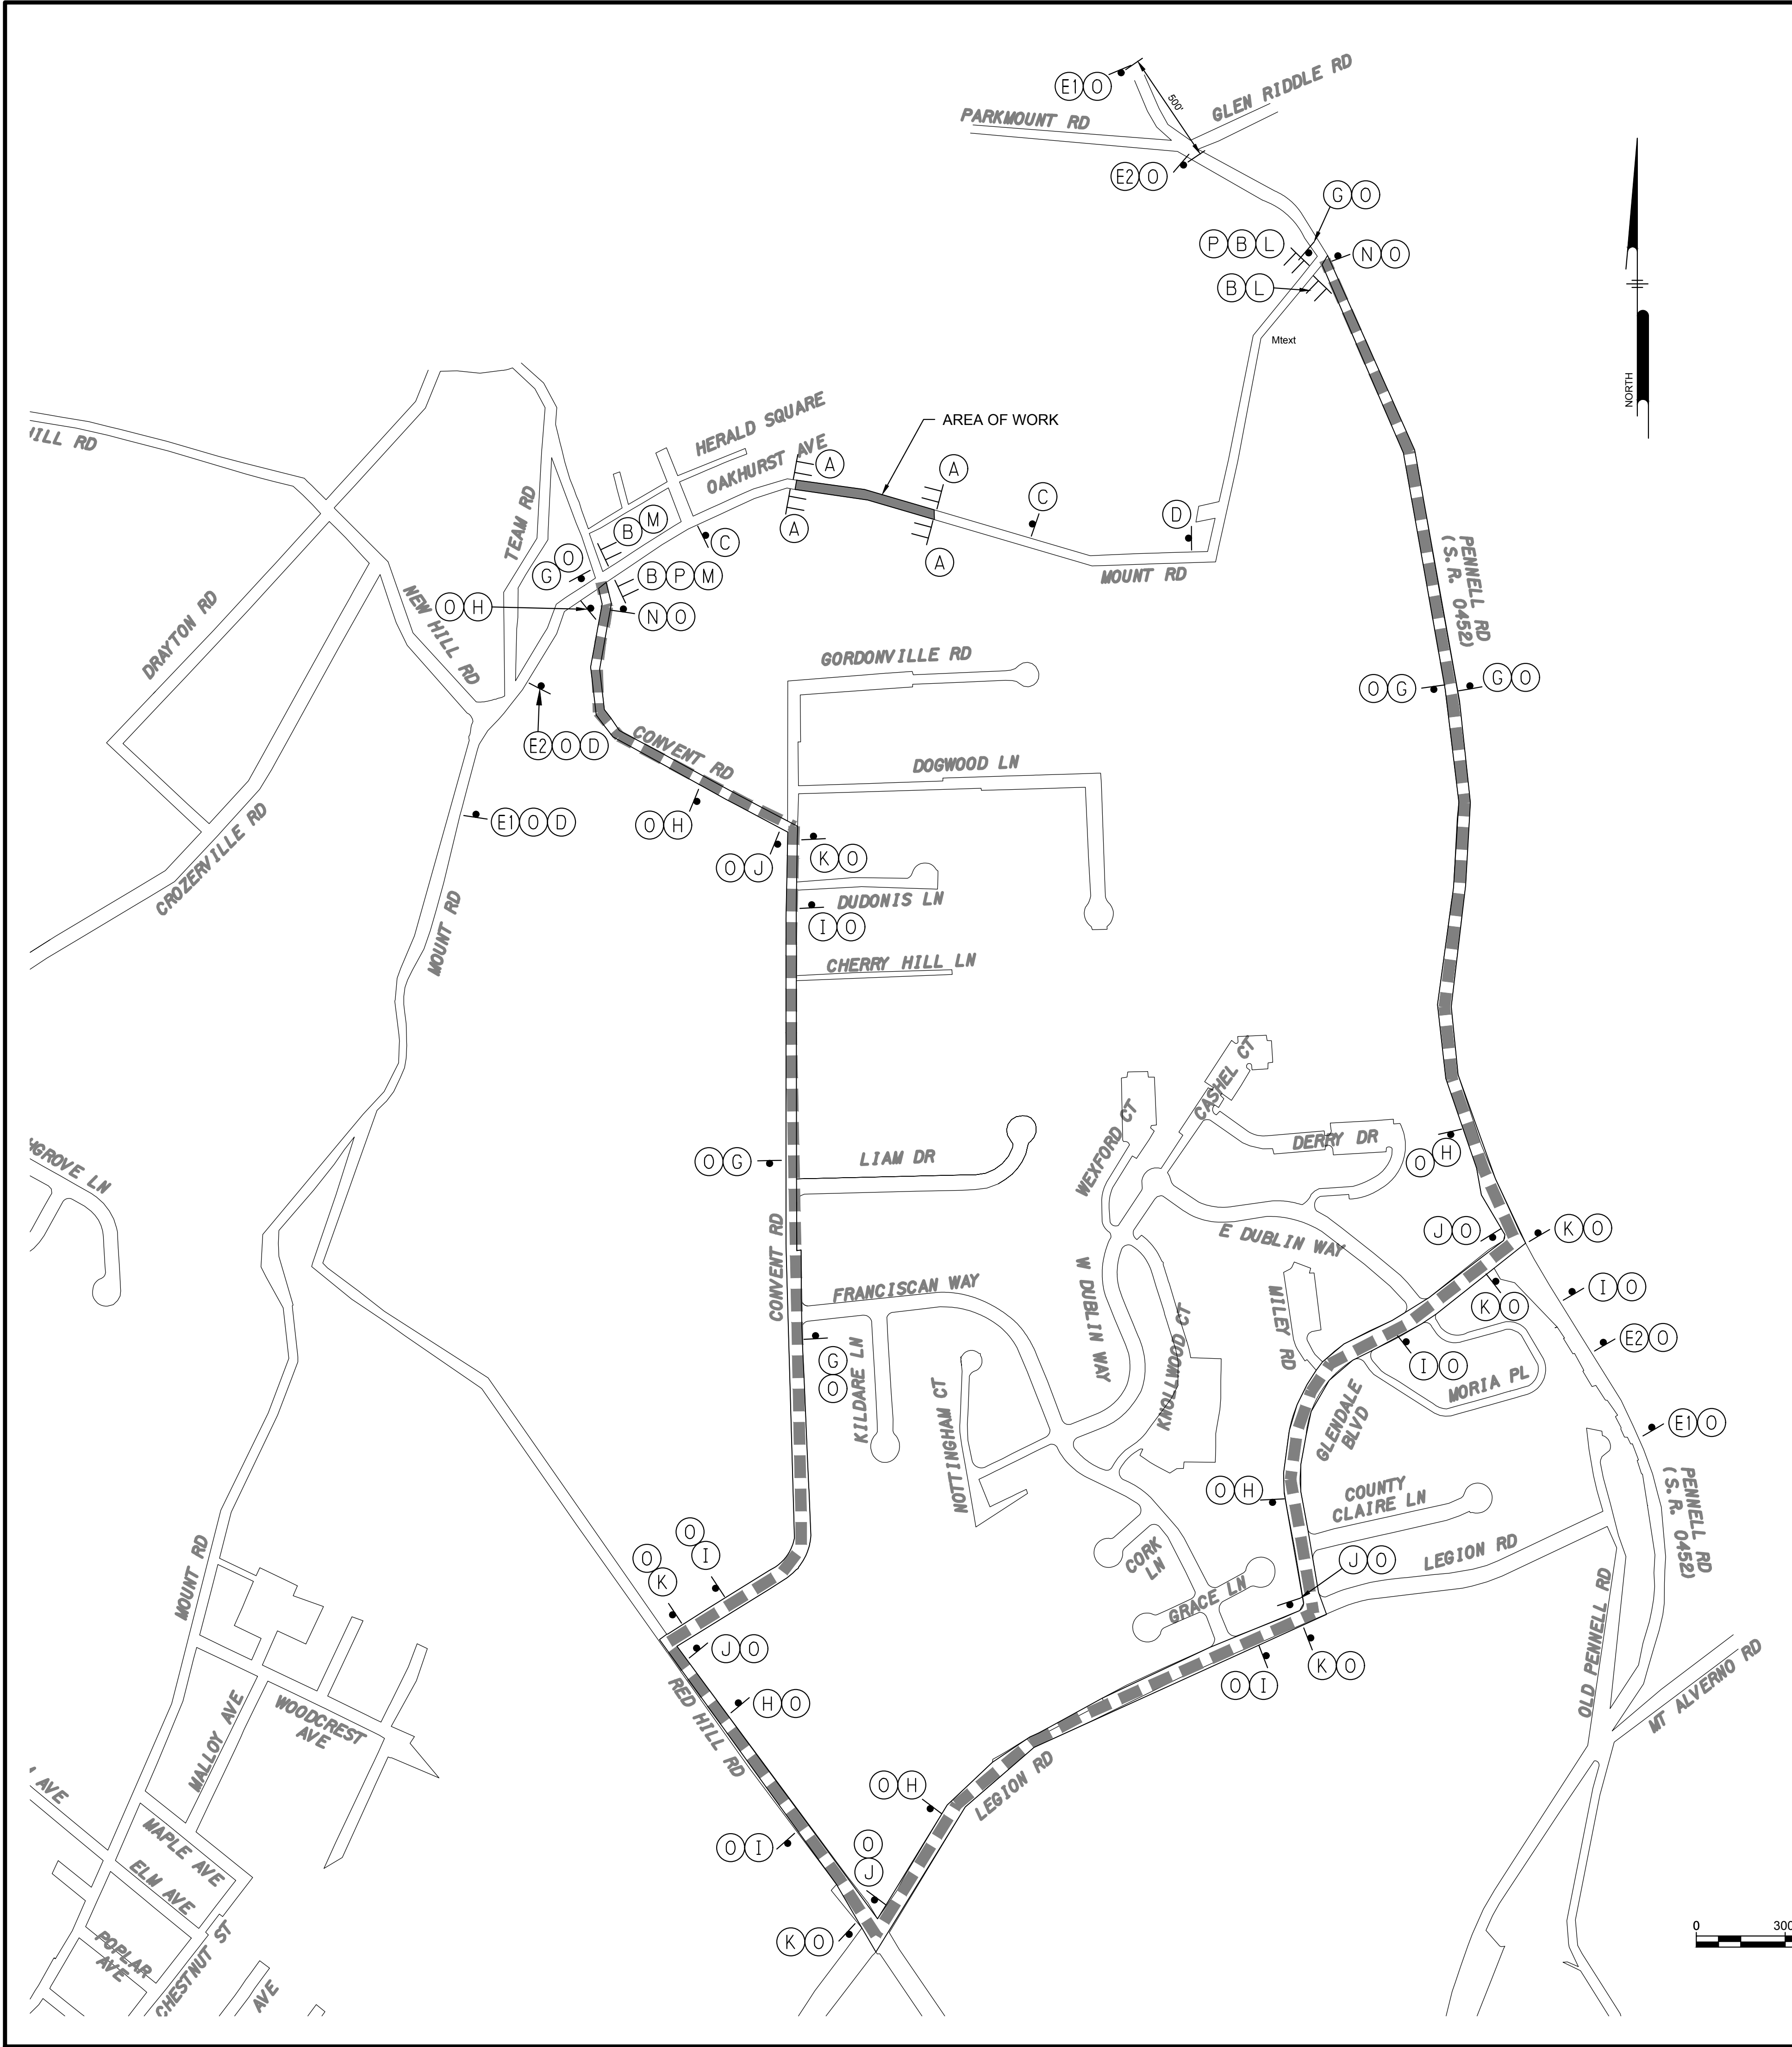 E1 O
500'
GLEN RIDDLE RD
PARKMOUNT RD
E2 O
G O
P B L
N O
B L
Mtext
NORTH
HERALD SQUARE
OAKHURST AVE
AREA OF WORK
HILL RD
A
A
A
A
C
D
C
TEAM RD
B M
O
G
B P M
O H
N O
MOUNT RD
PENNELL RD
(S.R. 0452)
DRAYTON RD
NEW HILL RD
GORDONVILLE RD
O G
G O
E2 O D
CONVENT RD
DOGWOOD LN
E1 O D
O H
CROZERVILLE RD
O J
K O
DUDONIS LN
I O
MOUNT RD
CHERRY HILL LN
CASHEL CT
WEXFORD CT
DERRY DR
O H
HGROVE LN
O G
LIAM DR
E DUBLIN WAY
J O
K O
CONVENT RD
FRANCISCAN WAY
W DUBLIN WAY
I O
K O
MILEY RD
KNOLLWOOD CT
E2 O
G
O
KILDARE LN
I O
MORIA PL
NOTTINGHAM CT
GLENDALE
BLVD
E1 O
O H
COUNTY
CLAIRE LN
PENNELL RD
(S.R. 0452)
O
I
O
K
CORK
LN
LEGION RD
J O
GRACE LN
MOUNT RD
J O
K O
O I
OLD PENNELL RD
MT ALVERNO RD
RED HILL RD
H O
WOODCREST
AVE
MALLOY AVE
LEGION RD
O H
AVE
MAPLE AVE
O I
O
J
ELM AVE
K O
POPLAR
AVE
CHESTNUT ST
AVE
0 300